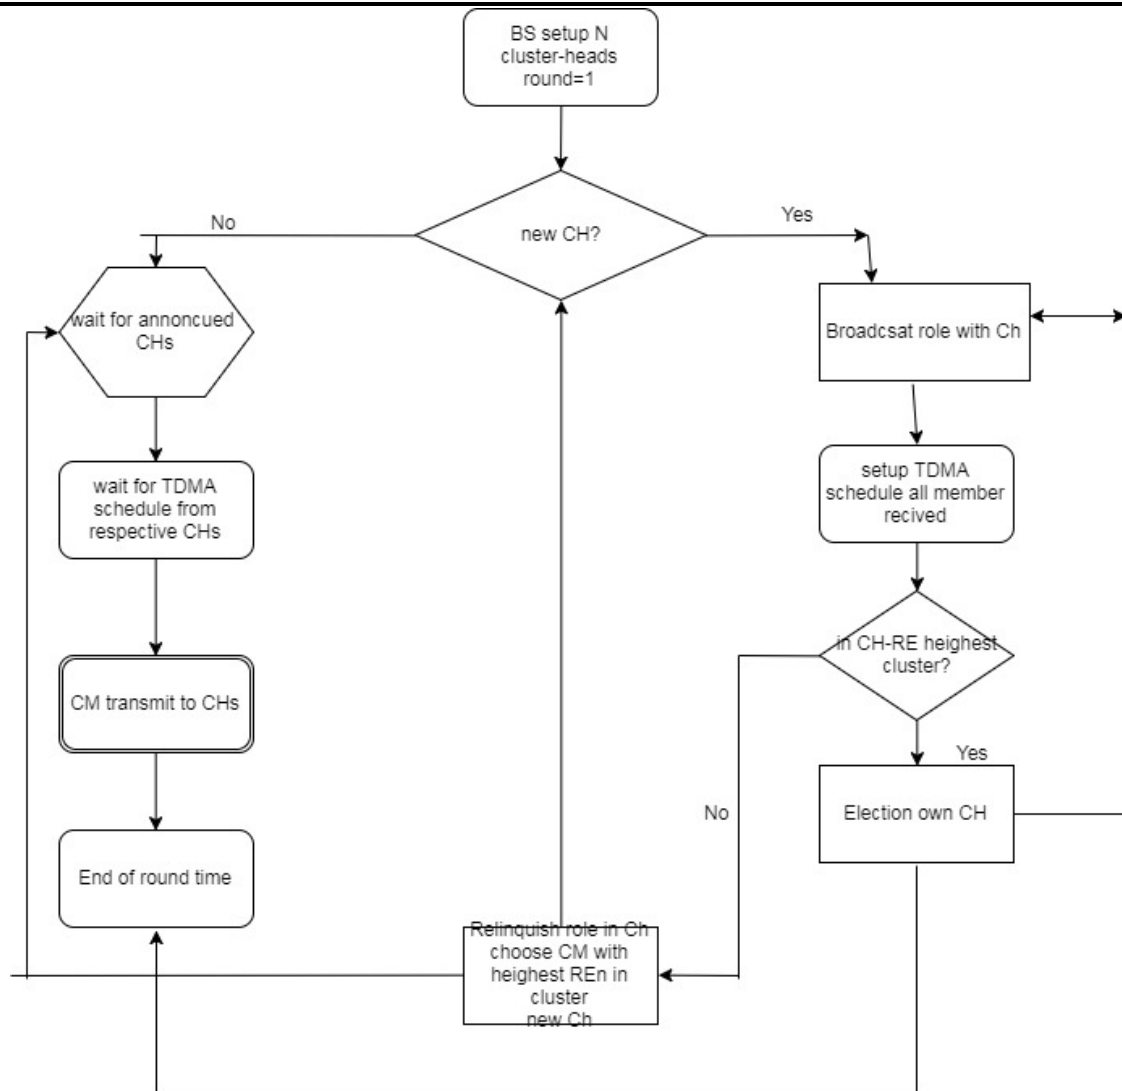 BS setup N
cluster-heads
round=1
No
Yes
new CH?
wait for annoncued
CHs
Broadcsat role with Ch
wait for TDMA
schedule from
respective CHs
setup TDMA
schedule all member
recived
in CH-RE heighest
cluster?
CM transmit to CHs
Yes
No
Election own CH
End of round time
Relinquish role in Ch
choose CM with
heighest REn in
cluster
new Ch